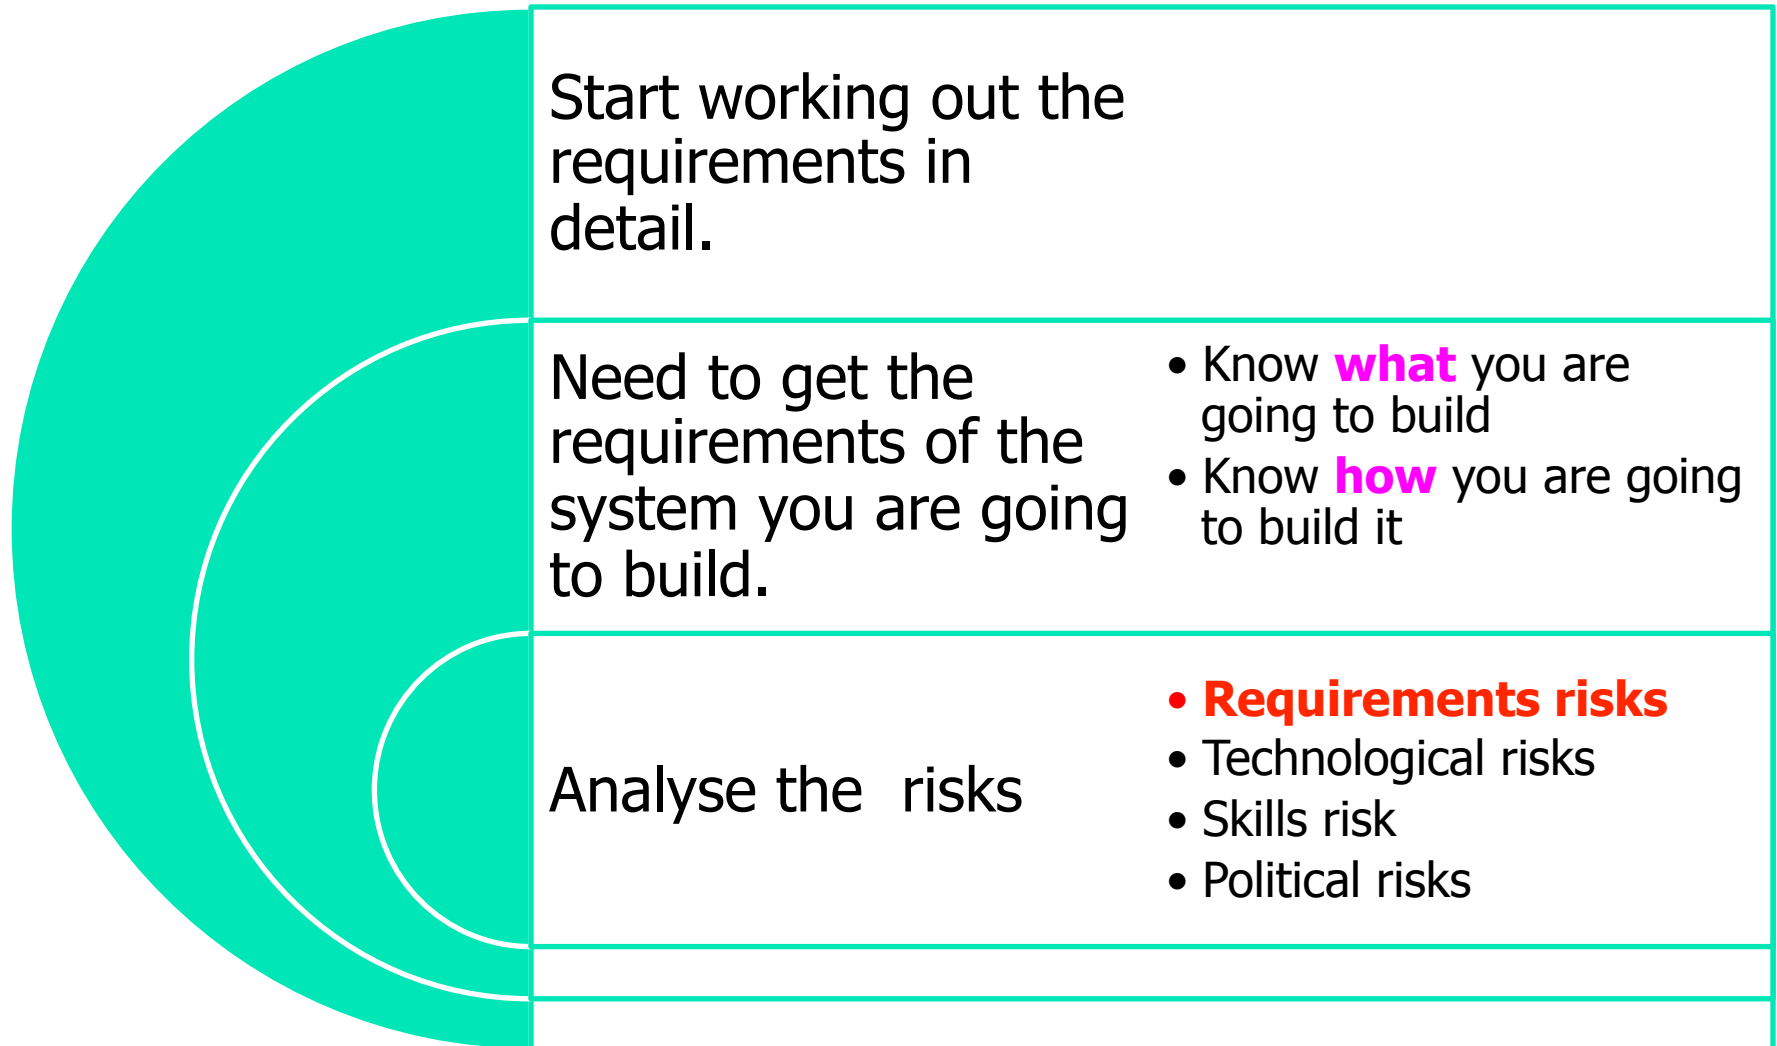 Start working out the
requirements in
detail.
Need to get the
requirements of the
system you are going
to build.
• Know what you are
going to build
• Know how you are going
to build it
Analyse the  risks
• Requirements risks
• Technological risks
• Skills risk
• Political risks